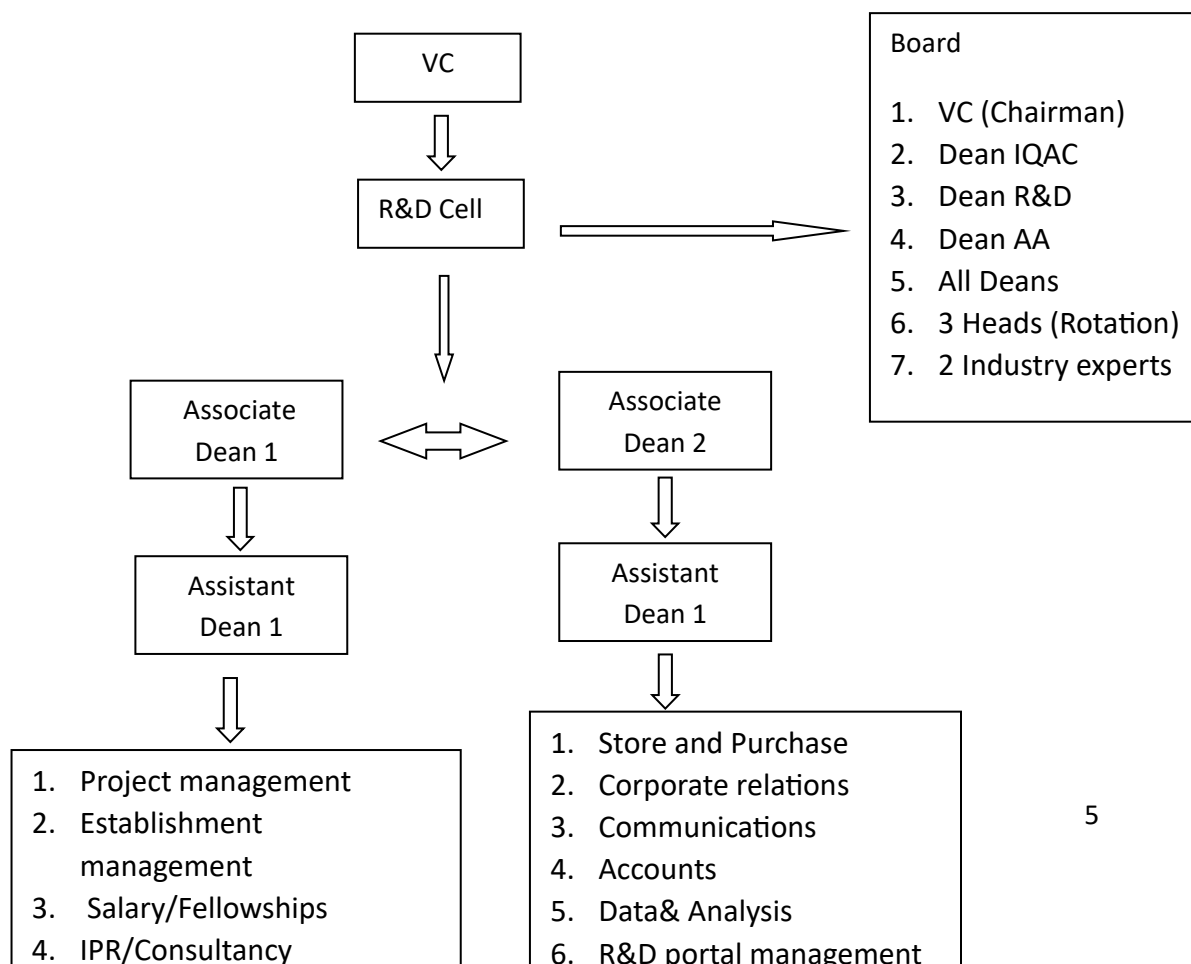 VC
R&D Cell
Board
1. VC (Chairman)
2. Dean IQAC
3. Dean R&D
4. Dean AA
5. All Deans
6. 3 Heads (Rotation)
7. 2 Industry experts
Associate
Dean 1
Associate
Dean 2
Assistant
Dean 1
Assistant
Dean 1
1. Project management
2. Establishment
management
3. Salary/Fellowships
4. IPR/Consultancy
1. Store and Purchase
2. Corporate relations
3. Communications
4. Accounts
5. Data& Analysis
6. R&D portal management
5